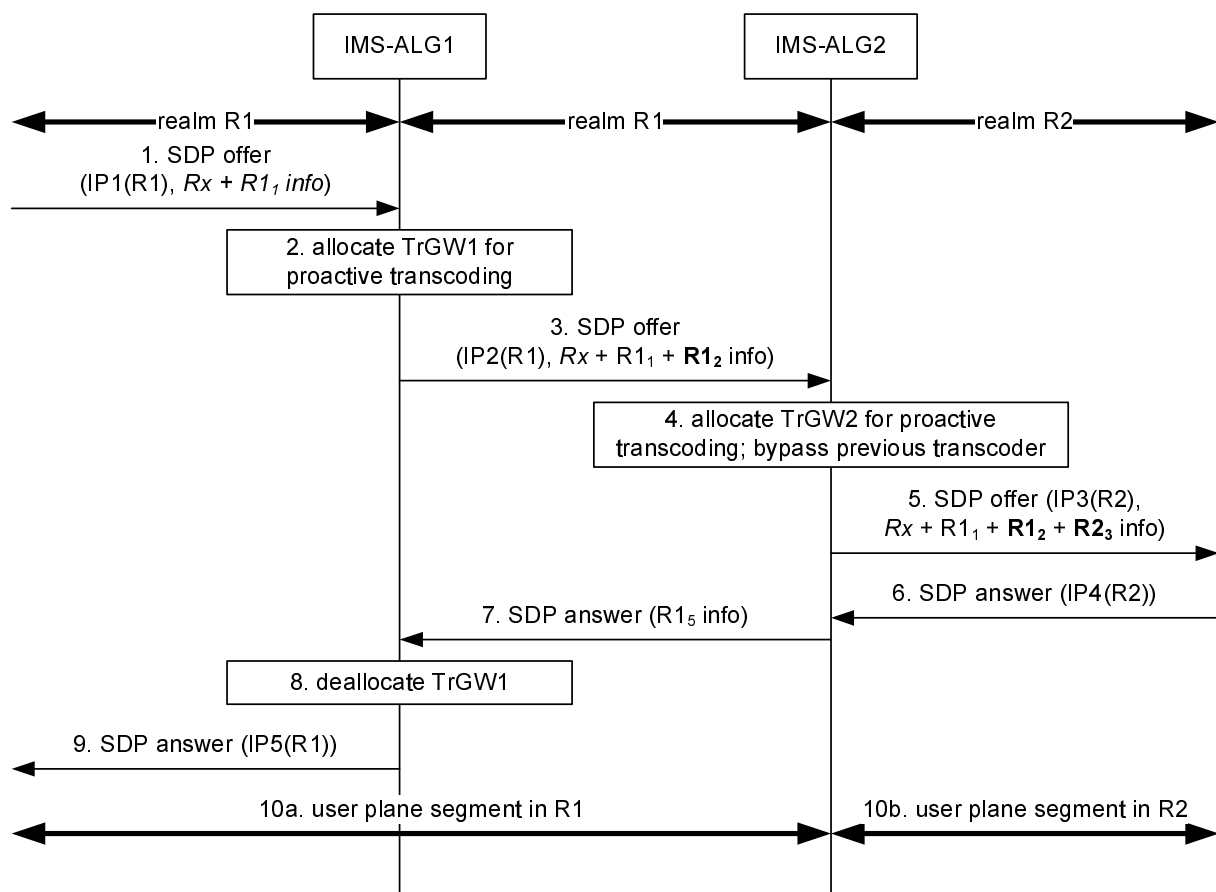 IMS-ALG1
IMS-ALG2
realm R1
realm R1
realm R2
1. SDP offer
(IP1(R1), Rx + R1₁ info)
2. allocate TrGW1 for
proactive transcoding
3. SDP offer
(IP2(R1), Rx + R1₁ + R1₂ info)
4. allocate TrGW2 for proactive
transcoding; bypass previous transcoder
5. SDP offer (IP3(R2),
Rx + R1₁ + R1₂ + R2₃ info)
6. SDP answer (IP4(R2))
7. SDP answer (R1₅ info)
8. deallocate TrGW1
9. SDP answer (IP5(R1))
10a. user plane segment in R1
10b. user plane segment in R2